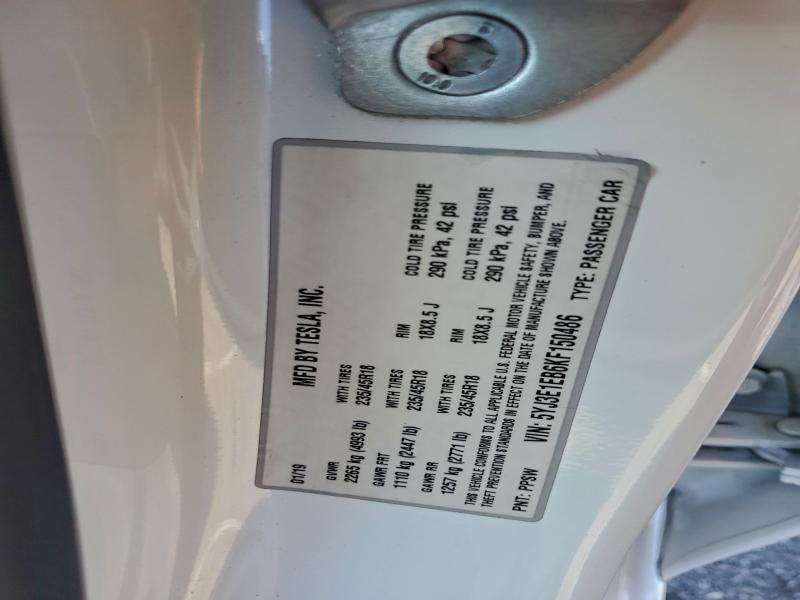 MFD BY TESLA, INC.
01/19
GVWR WITH TIRES RIM COLD TIRE PRESSURE
2265 kg (4993 lb) 235/45R18 18X8.5 J 290 kPa, 42 psi
GAWR FRT WITH TIRES RIM COLD TIRE PRESSURE
1110 kg (2447 lb) 235/45R18 18X8.5 J 290 kPa, 42 psi
GAWR RR WITH TIRES
1257 kg (2771 lb) 235/45R18
THIS VEHICLE CONFORMS TO ALL APPLICABLE U.S. FEDERAL MOTOR VEHICLE SAFETY, BUMPER, AND
THEFT PREVENTION STANDARDS IN EFFECT ON THE DATE OF MANUFACTURE SHOWN ABOVE.
PNT: PPSW VIN: 5YJ3E1EB6KF150486 TYPE: PASSENGER CAR